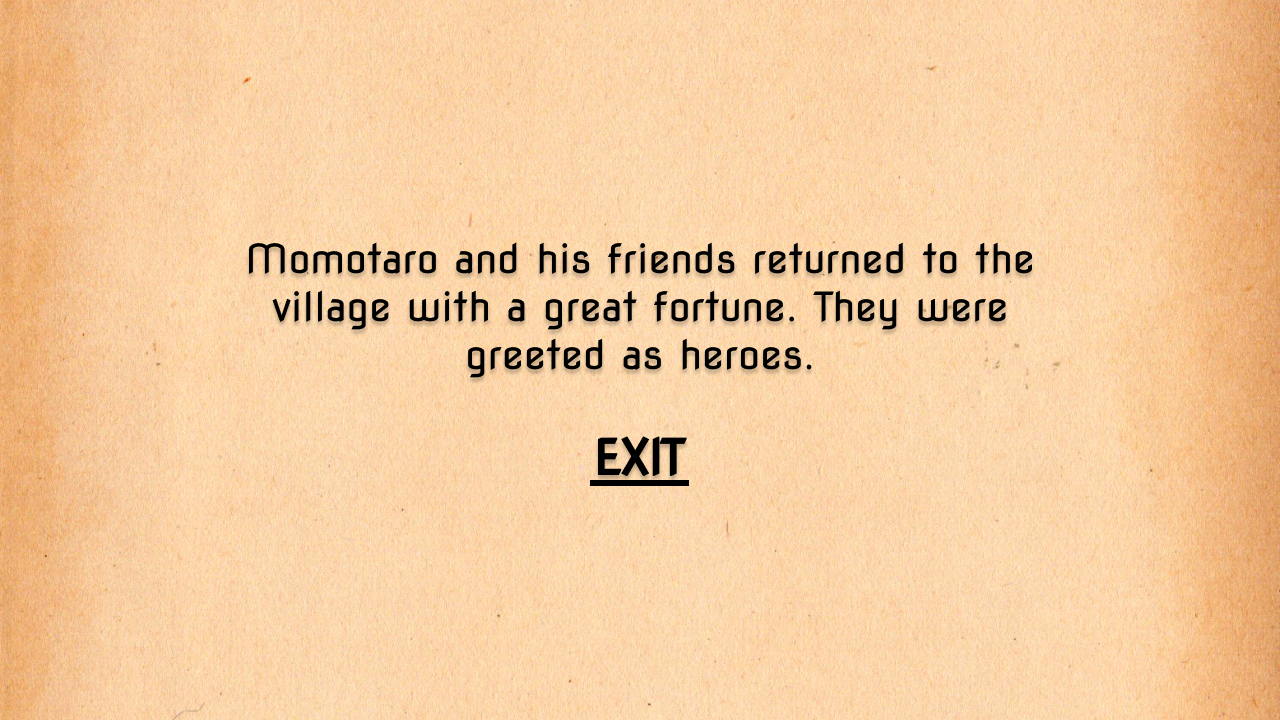 Momotaro and his friends returned to the
village with a great fortune. They were
greeted as heroes.
EXIT